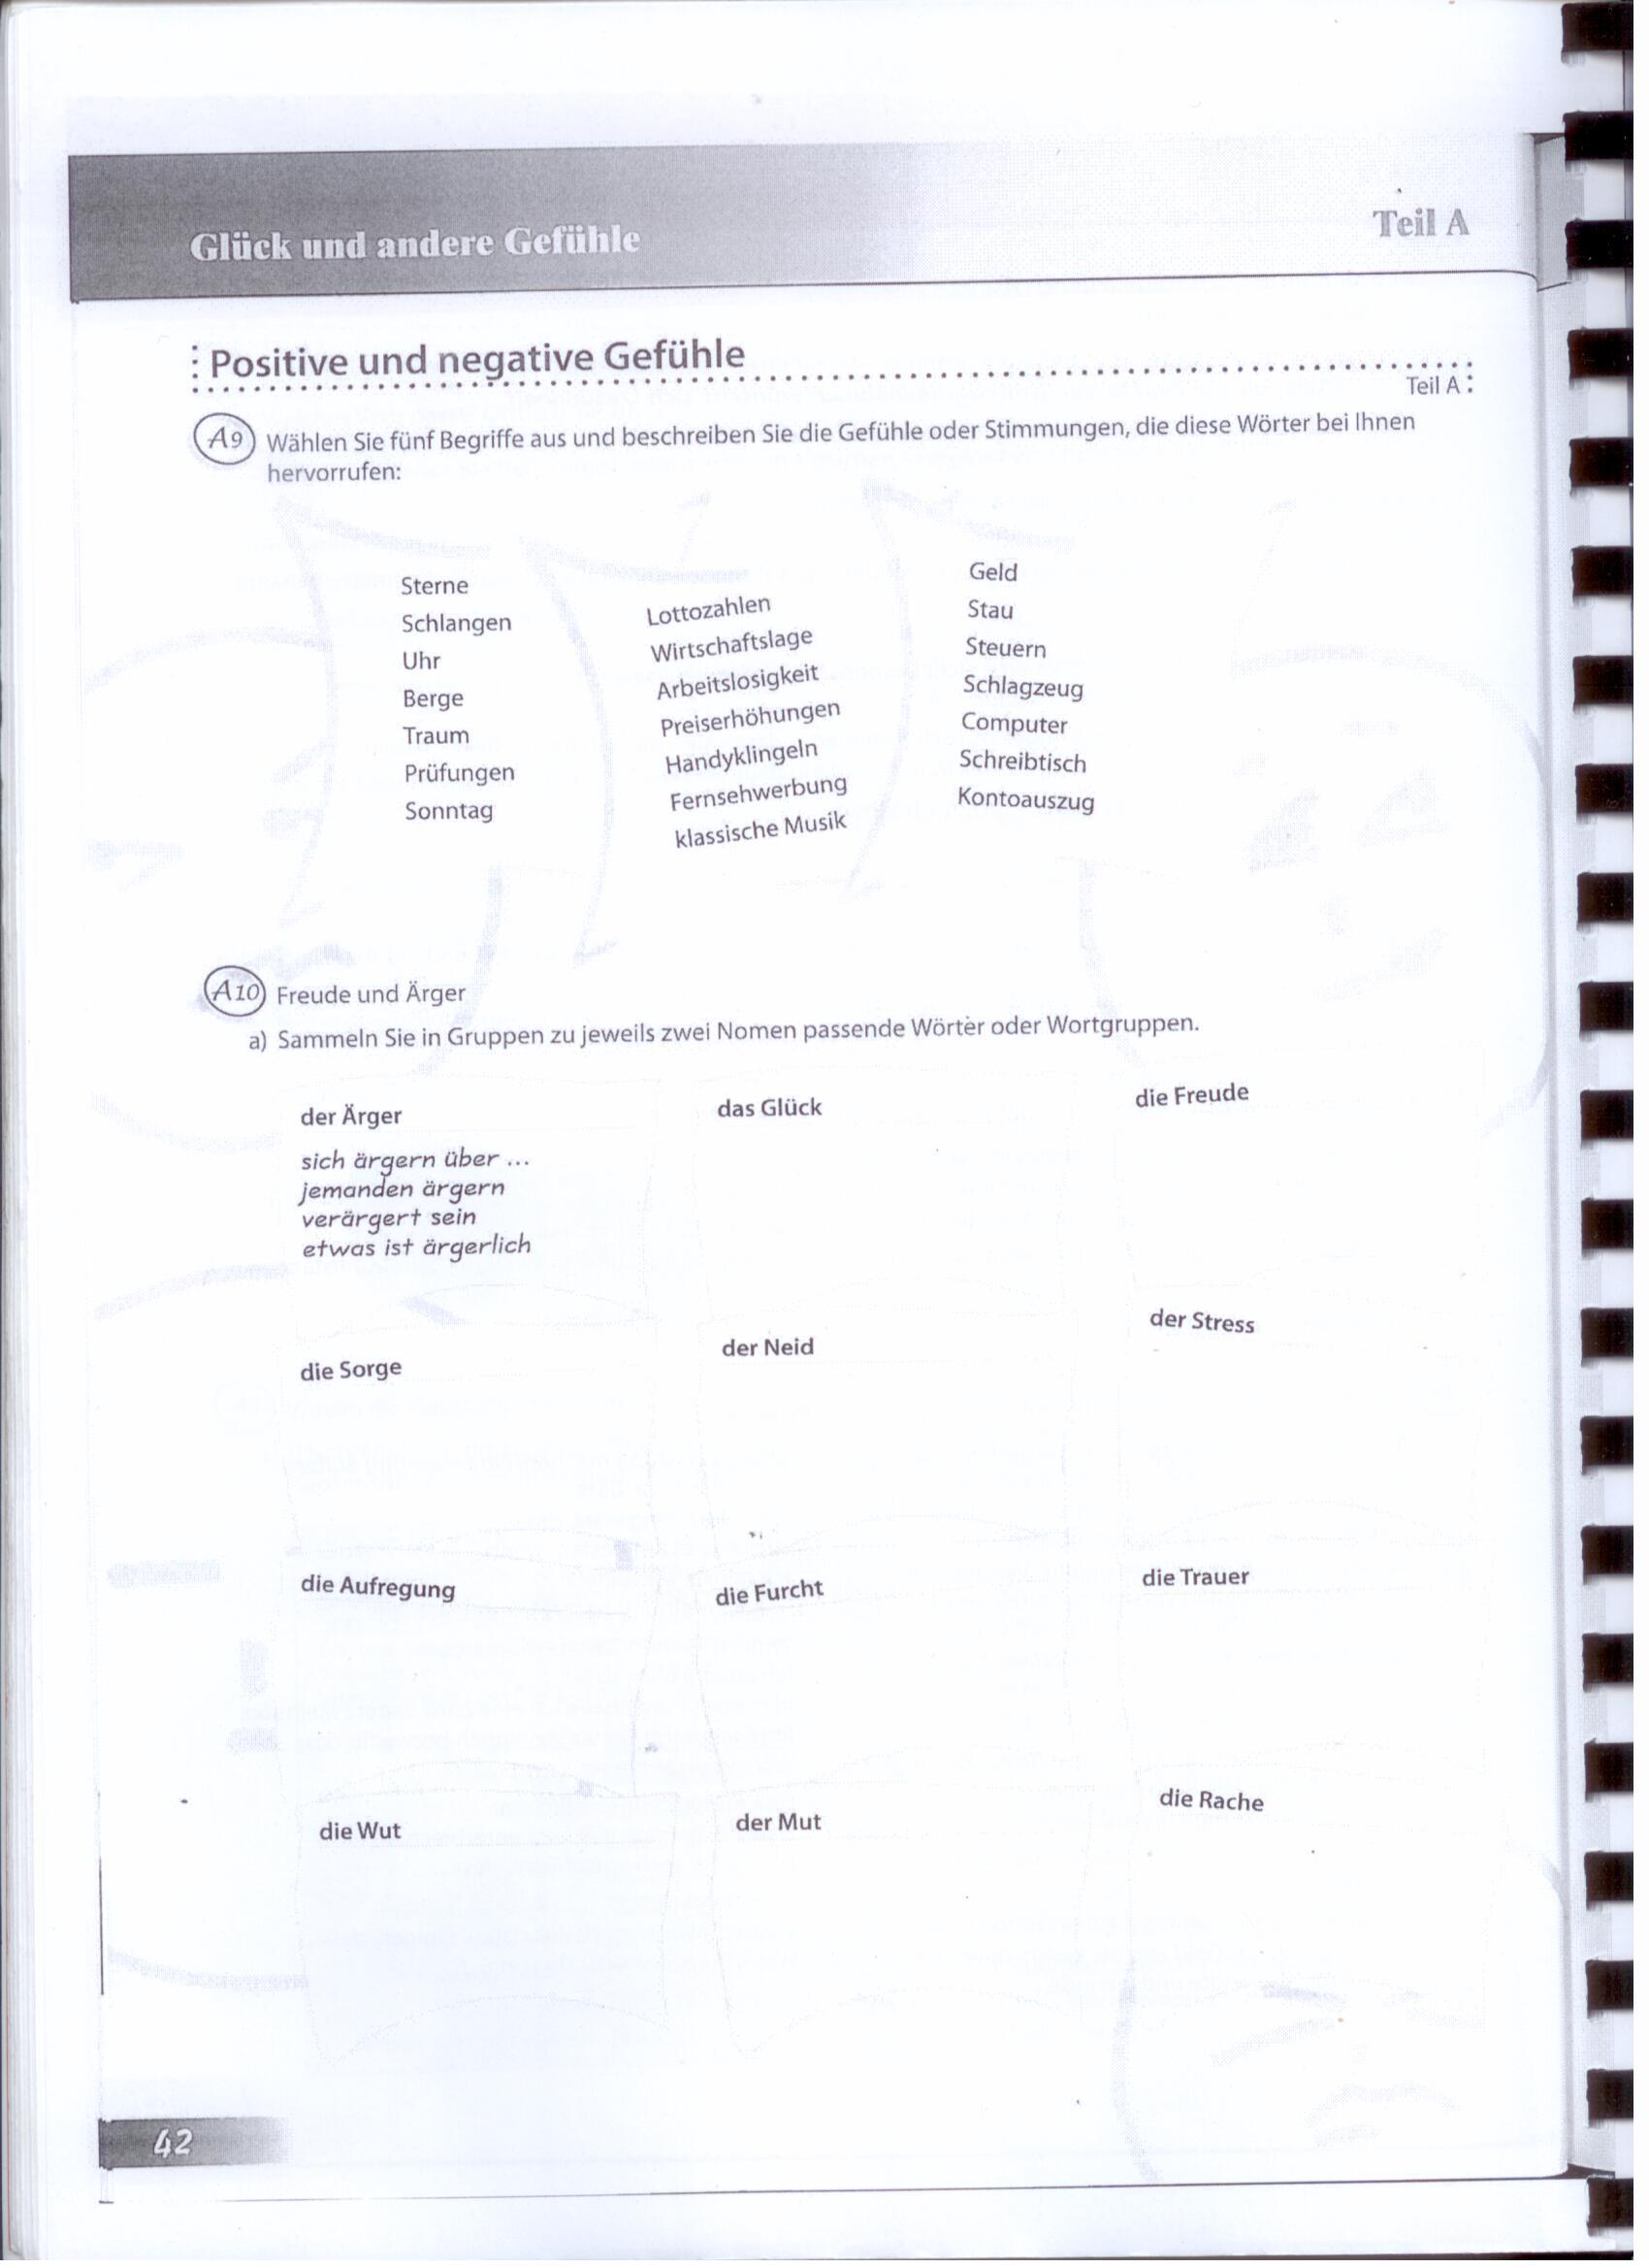 Glück und andere Gefühle
Teil A
Positive und negative Gefühle
Teil A
A9 Wählen Sie fünf Begriffe aus und beschreiben Sie die Gefühle oder Stimmungen, die diese Wörter bei Ihnen
hervorrufen:
Sterne
Schlangen
Uhr
Berge
Traum
Prüfungen
Sonntag
Lottozahlen
Wirtschaftslage
Arbeitslosigkeit
Preiserhöhungen
Handyklingeln
Fernsehwerbung
klassische Musik
Geld
Stau
Steuern
Schlagzeug
Computer
Schreibtisch
Kontoauszug
A10 Freude und Ärger
a) Sammeln Sie in Gruppen zu jeweils zwei Nomen passende Wörter oder Wortgruppen.
der Ärger
sich ärgern über ...
jemanden ärgern
verärgert sein
etwas ist ärgerlich
das Glück
die Freude
die Sorge
der Neid
der Stress
die Aufregung
die Furcht
die Trauer
die Wut
der Mut
die Rache
42